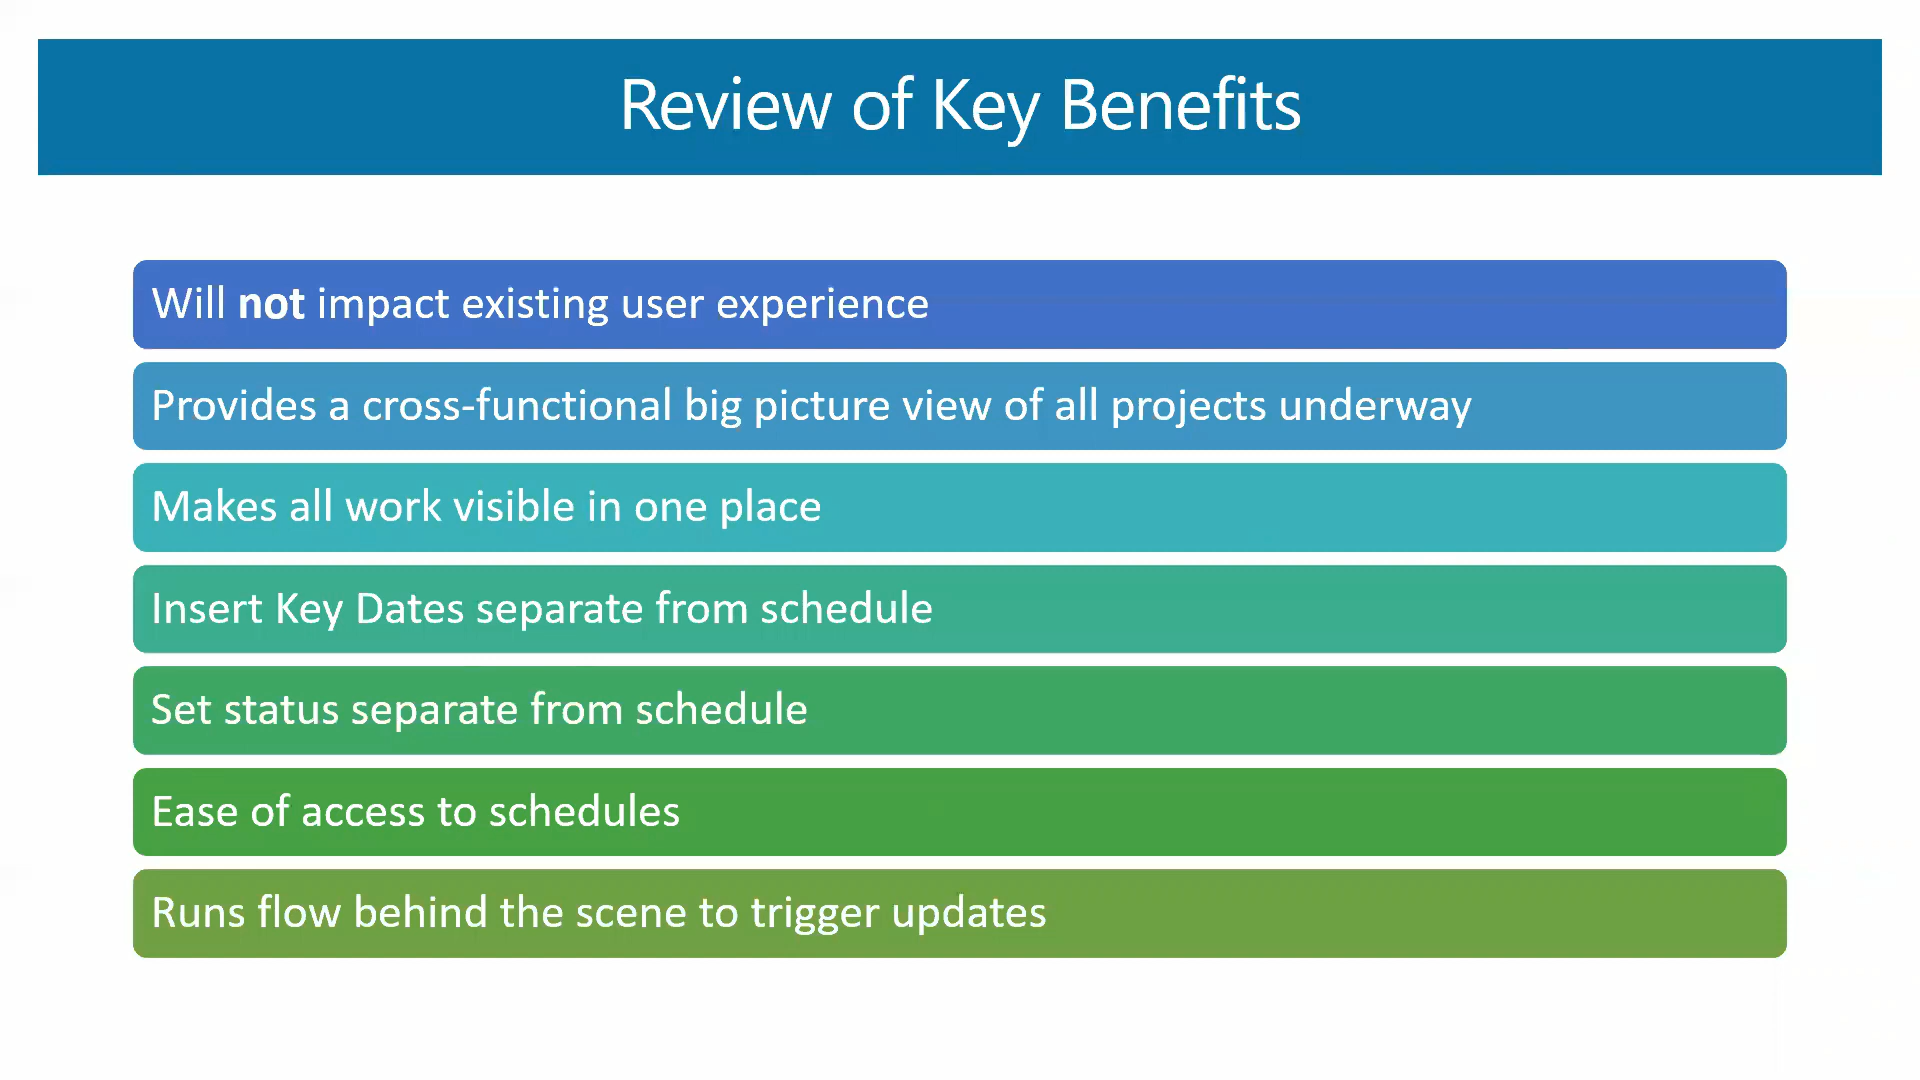 Review of Key Benefits
Will not impact existing user experience
Provides a cross-functional big picture view of all projects underway
Makes all work visible in one place
Insert Key Dates separate from schedule
Set status separate from schedule
Ease of access to schedules
Runs flow behind the scene to trigger updates